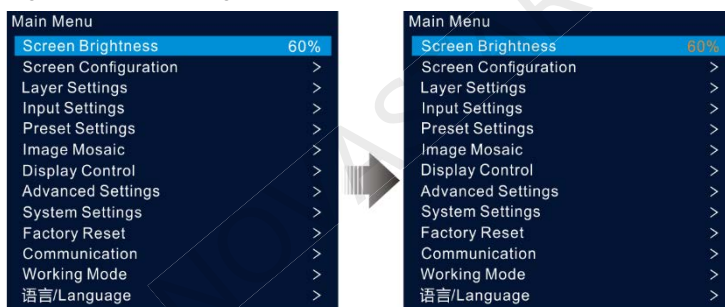 Main Menu
Screen Brightness 60%
Screen Configuration >
Layer Settings >
Input Settings >
Preset Settings >
Image Mosaic >
Display Control >
Advanced Settings >
System Settings >
Factory Reset >
Communication >
Working Mode >
语言/Language >
Main Menu
Screen Brightness 60%
Screen Configuration >
Layer Settings >
Input Settings >
Preset Settings >
Image Mosaic >
Display Control >
Advanced Settings >
System Settings >
Factory Reset >
Communication >
Working Mode >
语言/Language >